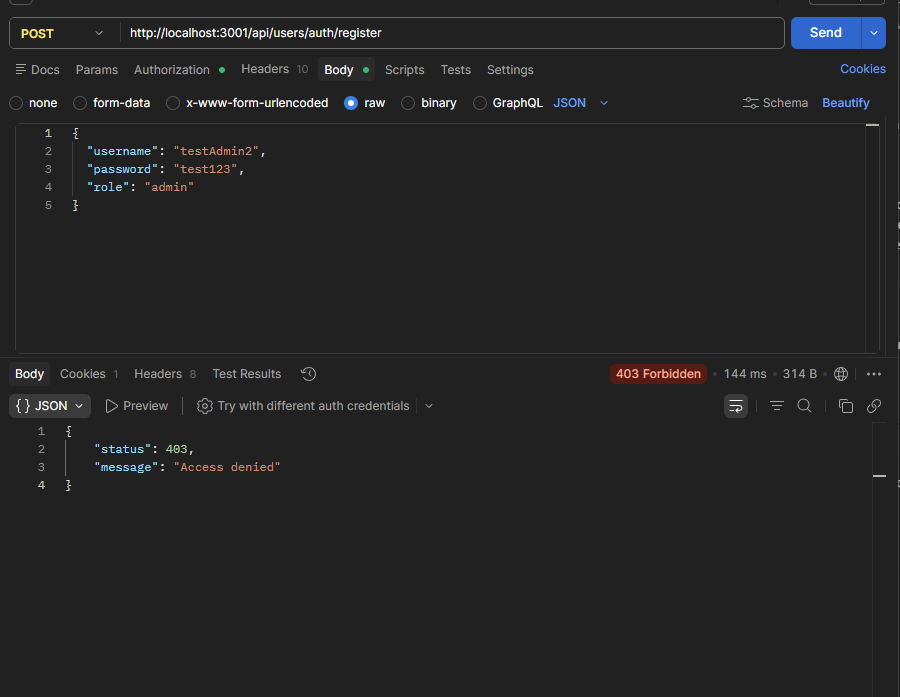 POST http://localhost:3001/api/users/auth/register Send
Docs Params Authorization Headers 10 Body Scripts Tests Settings Cookies
none form-data x-www-form-urlencoded raw binary GraphQL JSON Schema Beautify
1 {
2 "username": "testAdmin2",
3 "password": "test123",
4 "role": "admin"
5 }
Body Cookies 1 Headers 8 Test Results 403 Forbidden 144 ms 314 B
{} JSON Preview Try with different auth credentials
1 {
2 "status": 403,
3 "message": "Access denied"
4 }